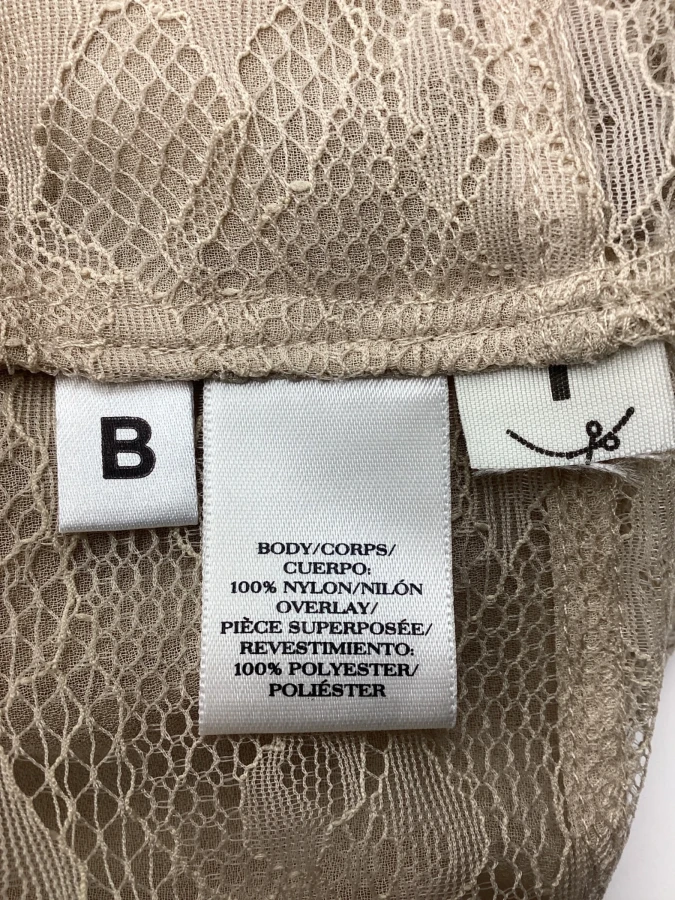 B
BODY/CORPS/
CUERPO:
100% NYLON/NILÓN
OVERLAY/
PIÈCE SUPERPOSÉE/
REVESTIMIENTO:
100% POLYESTER/
POLIÉSTER